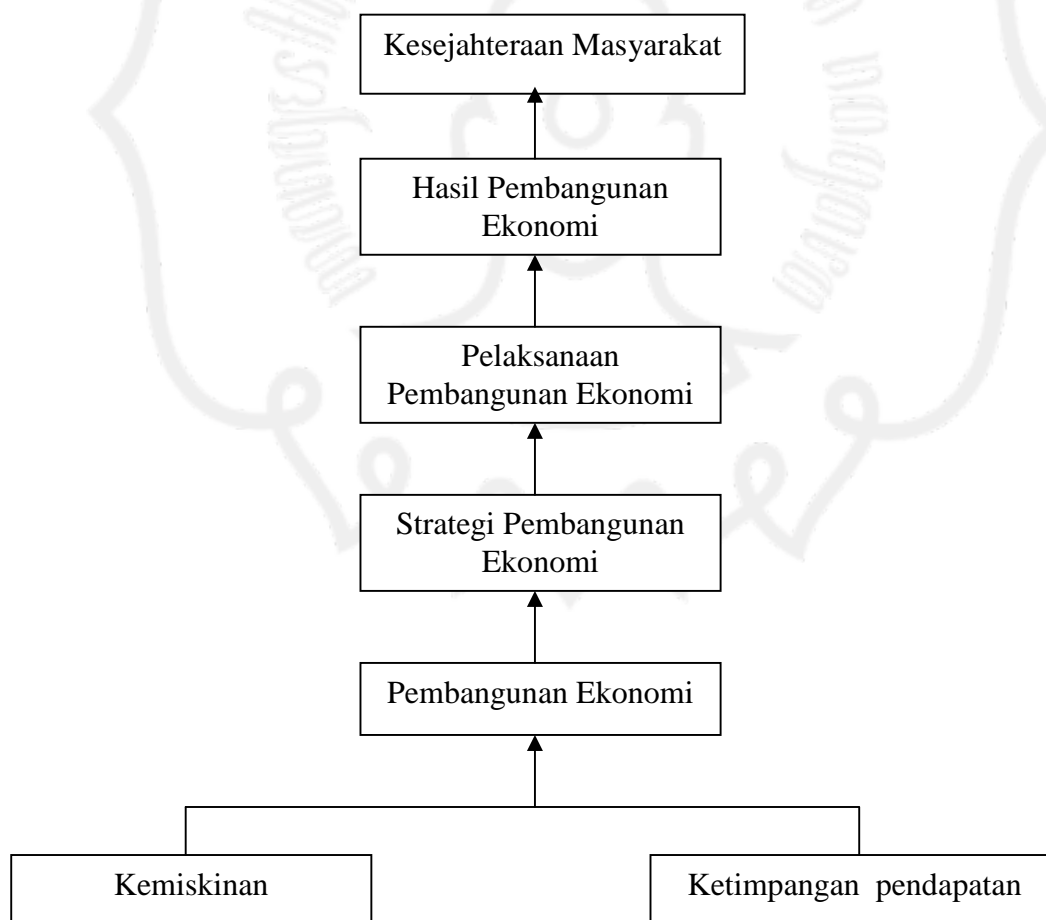 Kesejahteraan Masyarakat
Hasil Pembangunan
Ekonomi
Pelaksanaan
Pembangunan Ekonomi
Strategi Pembangunan
Ekonomi
Pembangunan Ekonomi
Kemiskinan
Ketimpangan pendapatan